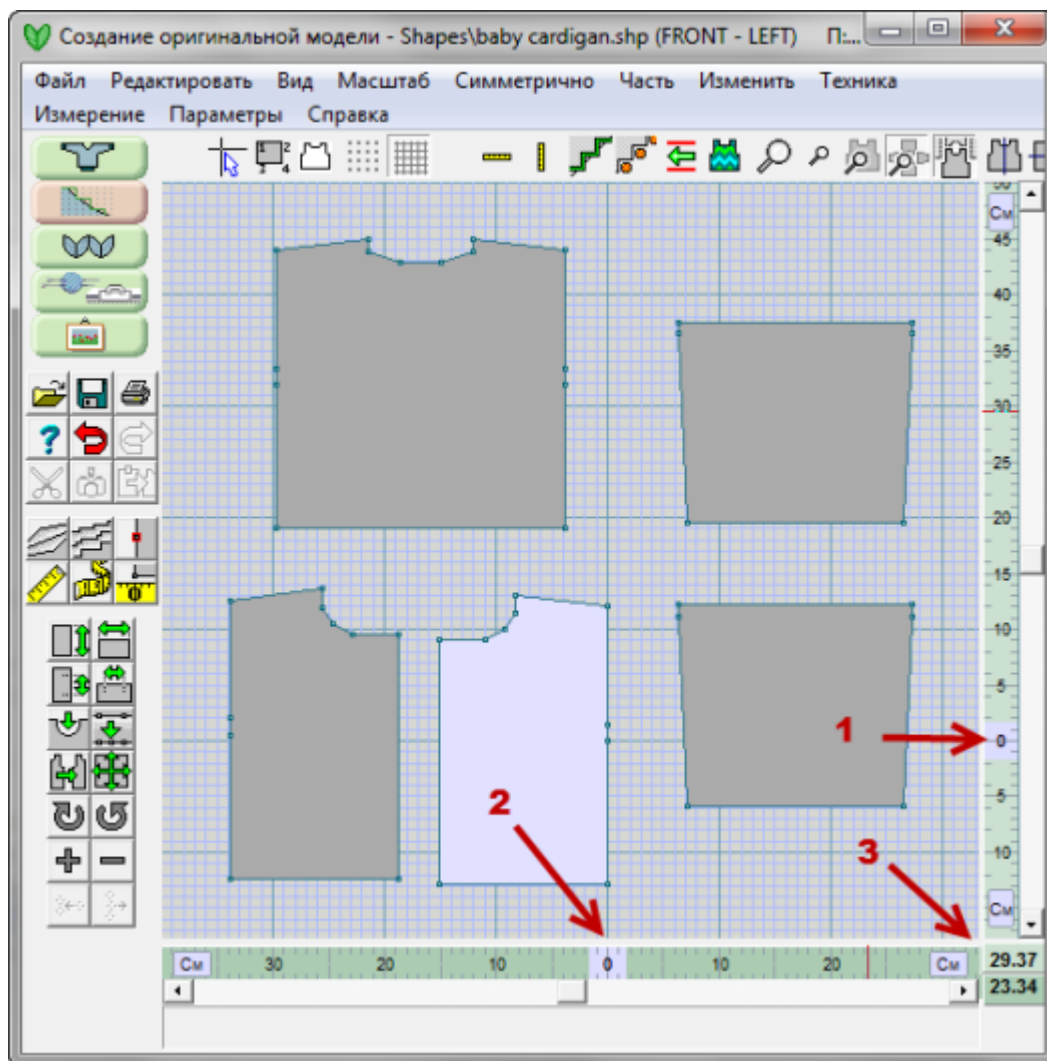 Создание оригинальной модели - Shapes\baby cardigan.shp (FRONT - LEFT) П:...
Файл Редактировать Вид Масштаб Симметрично Часть Изменить Техника
Измерение Параметры Справка
См
45
40
35
30
25
20
15
10
5
1
0
2
5
3
10
См
См 30 20 10 0 10 20 См
29.37
23.34